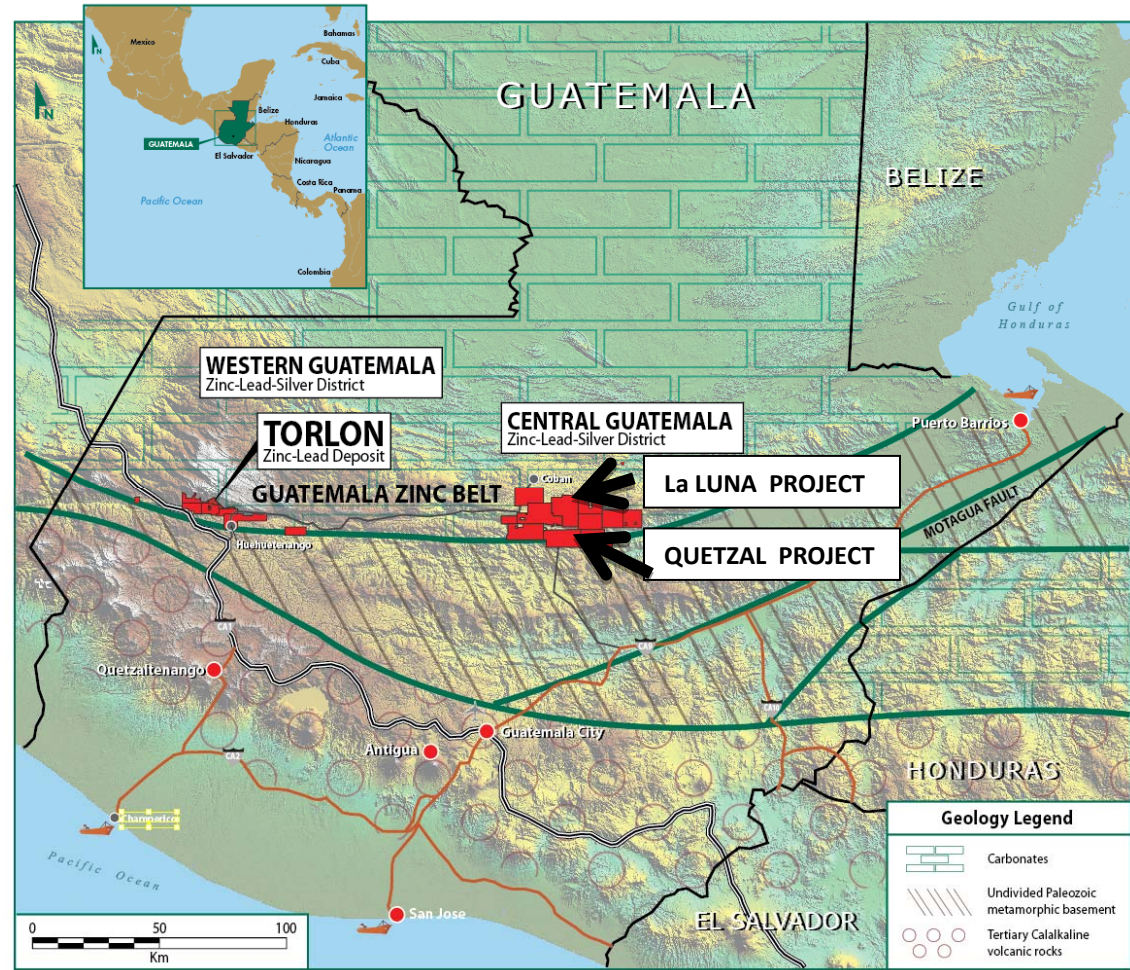 N
Mexico
Bahamas
Cuba
Jamaica
Belize
Honduras
GUATEMALA
El Salvador
Atlantic
Ocean
Nicaragua
Costa Rica
Panama
Pacific Ocean
Colombia
N
GUATEMALA
BELIZE
Gulf of
Honduras
WESTERN GUATEMALA
Zinc-Lead-Silver District
TORLON
Zinc-Lead Deposit
CENTRAL GUATEMALA
Zinc-Lead-Silver District
Puerto Barrios
Coban
GUATEMALA ZINC BELT
La LUNA PROJECT
MOTAGUA FAULT
Huehuetenango
QUETZAL PROJECT
CA1
CA9
Quetzaltenango
CA10
Guatemala City
Antigua
CA2
HONDURAS
Champerico
Pacific Ocean
San Jose
EL SALVADOR
0 50 100
Km
Geology Legend
Carbonates
Undivided Paleozoic
metamorphic basement
Tertiary Calalkaline
volcanic rocks